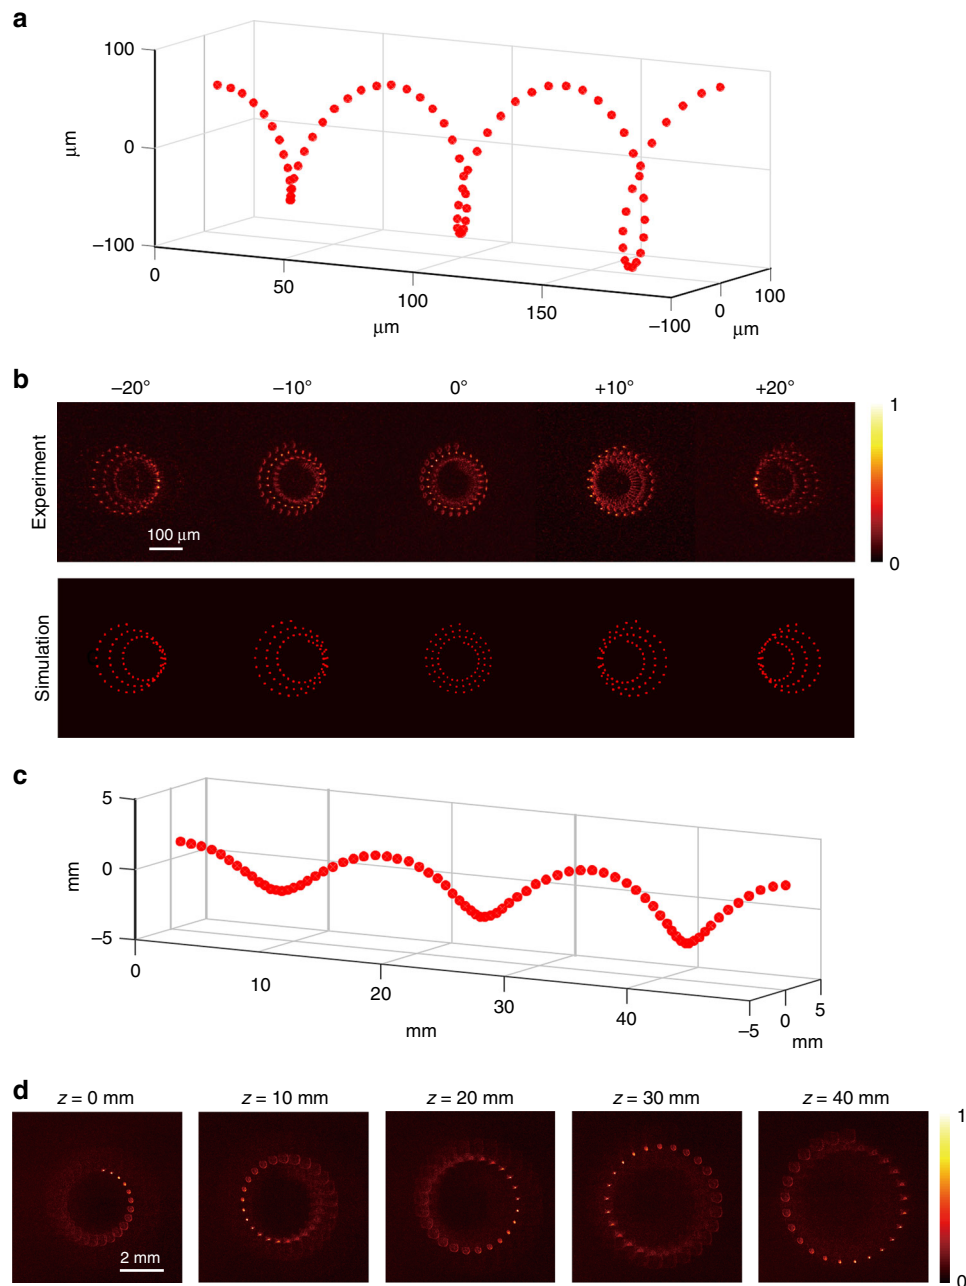 a
100
μm
0
−100
0
50
100
150
μm
−100
0
100
μm
b
−20°
−10°
0°
+10°
+20°
Experiment
100 μm
1
0
Simulation
c
5
mm
0
−5
0
10
20
30
40
mm
−5
0
5
mm
d
z = 0 mm
z = 10 mm
z = 20 mm
z = 30 mm
z = 40 mm
2 mm
1
0